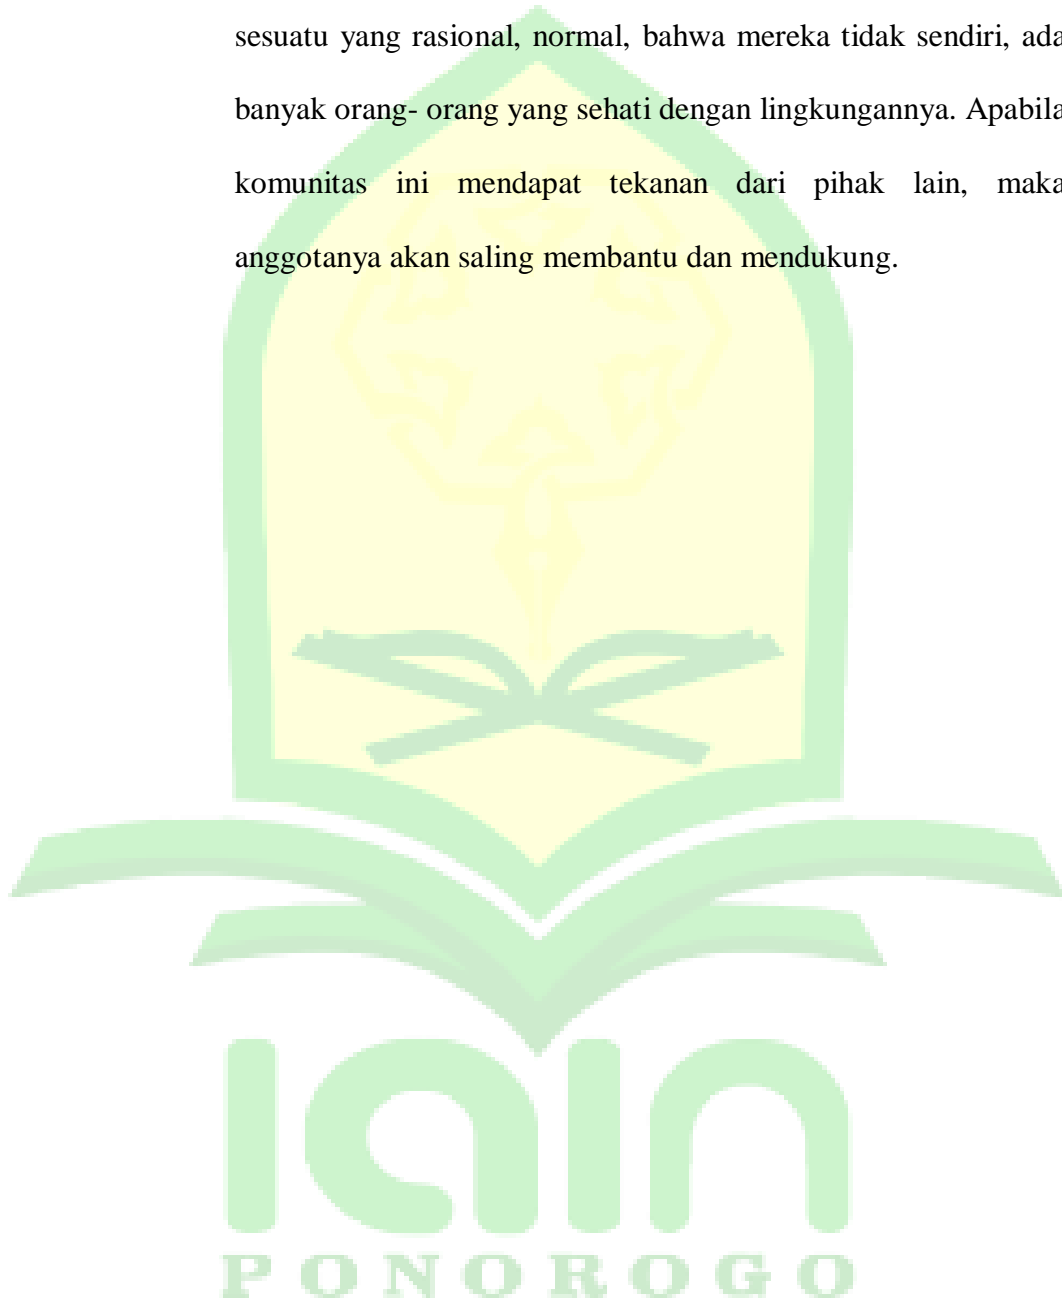 sesuatu yang rasional, normal, bahwa mereka tidak sendiri, ada
banyak orang- orang yang sehati dengan lingkungannya. Apabila
komunitas ini mendapat tekanan dari pihak lain, maka
anggotanya akan saling membantu dan mendukung.
iain
PONOROGO